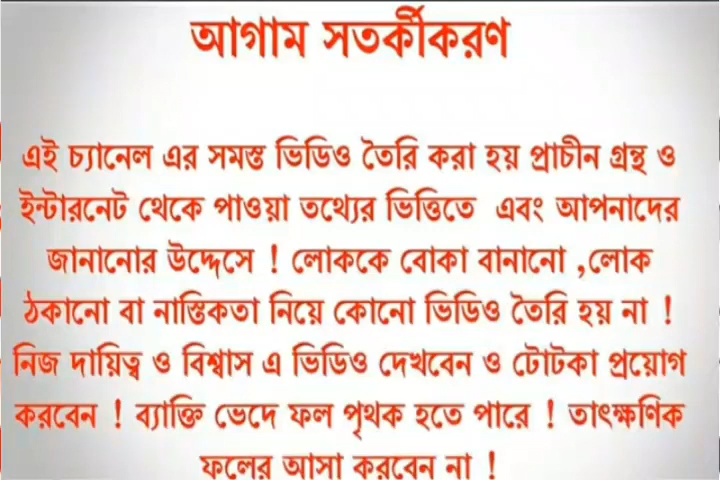 আগাম সতর্কীকরণ
এই চ্যানেল এর সমস্ত ভিডিও তৈরি করা হয় প্রাচীন গ্রন্থ ও
ইন্টারনেট থেকে পাওয়া তথ্যের ভিত্তিতে এবং আপনাদের
জানানোর উদ্দেসে ! লোককে বোকা বানানো ,লোক
ঠকানো বা নাস্তিকতা নিয়ে কোনো ভিডিও তৈরি হয় না !
নিজ দায়িত্ব ও বিশ্বাস এ ভিডিও দেখবেন ও টোটকা প্রয়োগ
করবেন ! ব্যাক্তি ভেদে ফল পৃথক হতে পারে ! তাৎক্ষণিক
ফলের আসা করবেন না !